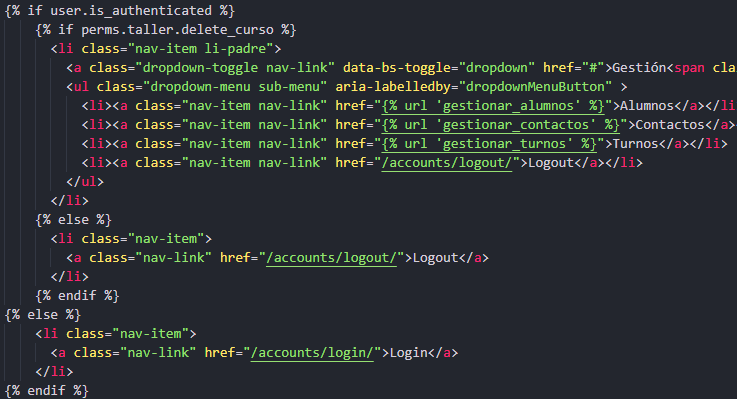 {% if user.is_authenticated %}
{% if perms.taller.delete_curso %}
<li class="nav-item li-padre">
<a class="dropdown-toggle nav-link" data-bs-toggle="dropdown" href="#">Gestión<span clas
<ul class="dropdown-menu sub-menu" aria-labelledby="dropdownMenuButton" >
<li><a class="nav-item nav-link" href="{% url 'gestionar_alumnos' %}">Alumnos</a></li
<li><a class="nav-item nav-link" href="{% url 'gestionar_contactos' %}">Contactos</a>
<li><a class="nav-item nav-link" href="{% url 'gestionar_turnos' %}">Turnos</a></li>
<li><a class="nav-item nav-link" href="/accounts/logout/">Logout</a></li>
</ul>
</li>
{% else %}
<li class="nav-item">
<a class="nav-link" href="/accounts/logout/">Logout</a>
</li>
{% endif %}
{% else %}
<li class="nav-item">
<a class="nav-link" href="/accounts/login/">Login</a>
</li>
{% endif %}